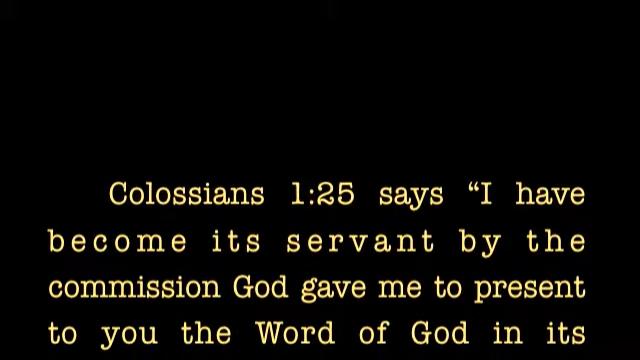 Colossians 1:25 says “I have
become its servant by the
commission God gave me to present
to you the Word of God in its